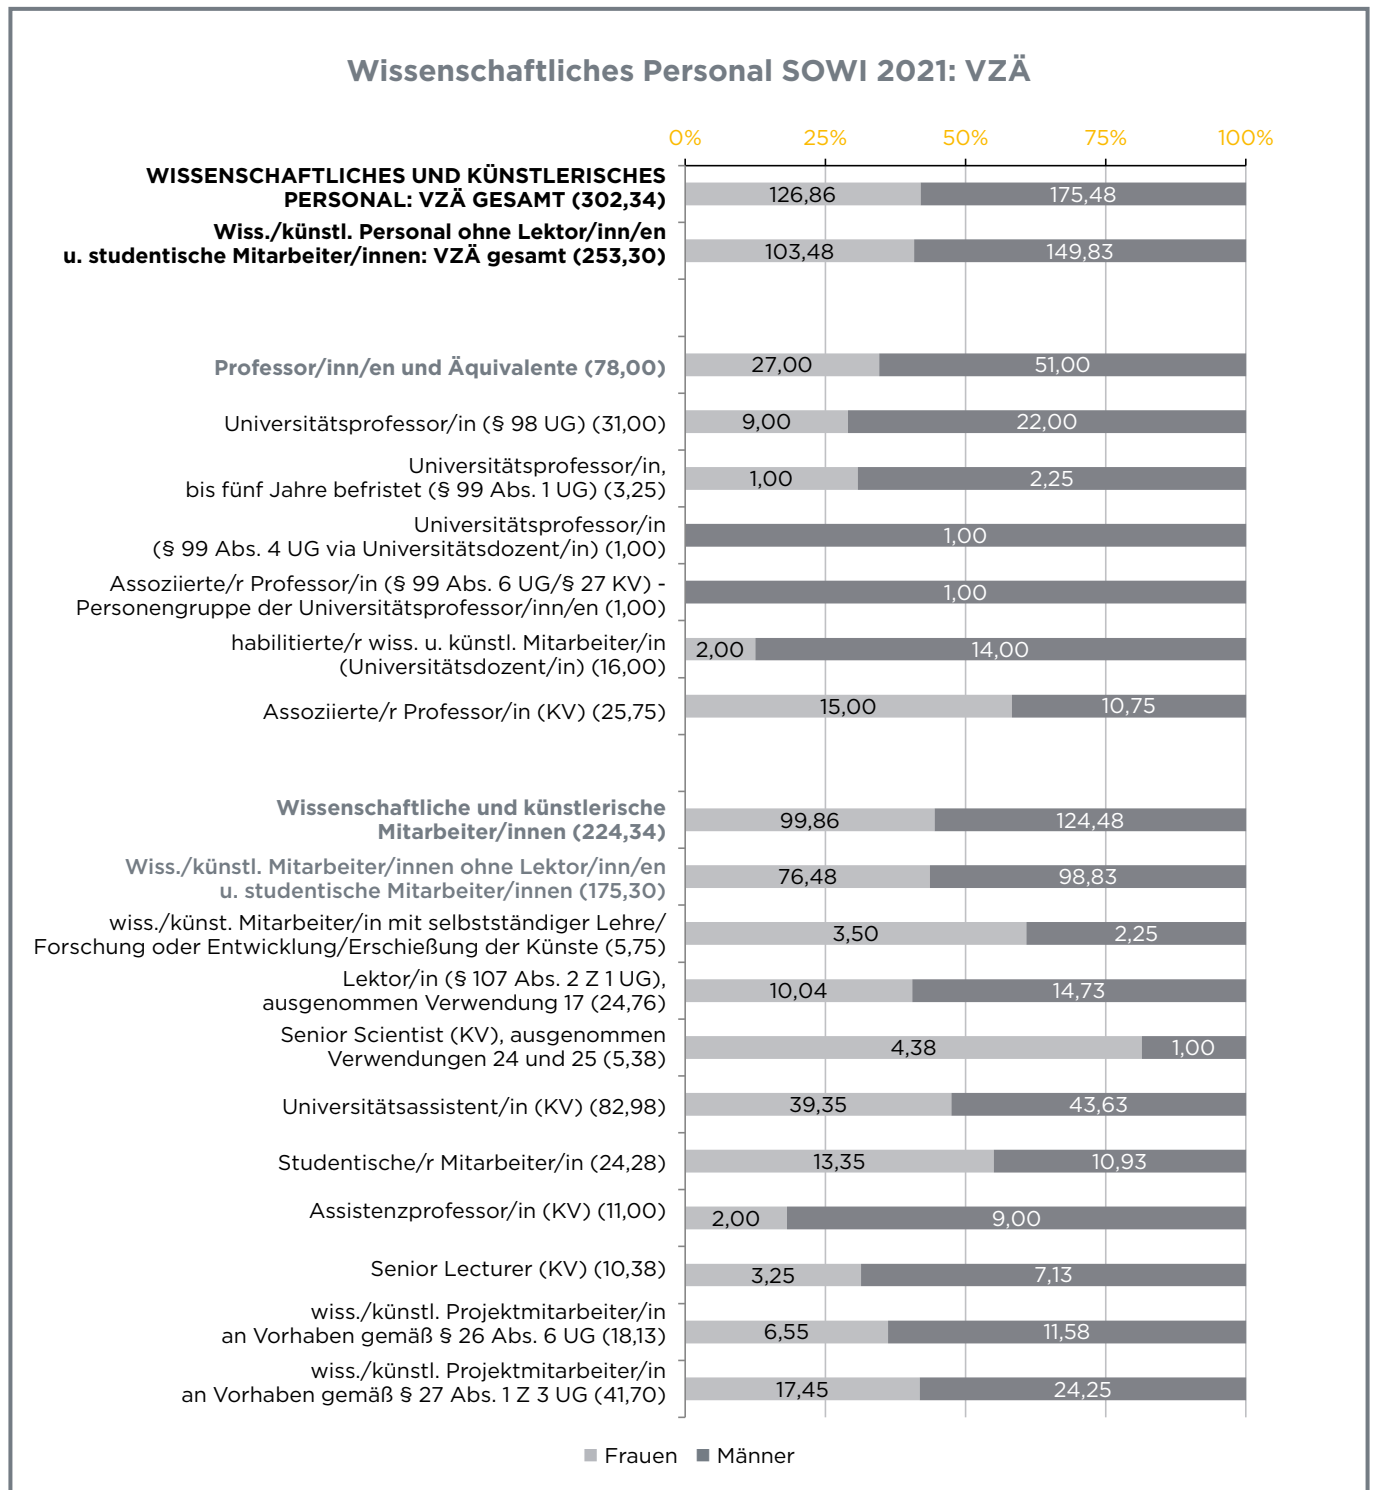 Wissenschaftliches Personal SOWI 2021: VZÄ
0% 25% 50% 75% 100%
WISSENSCHAFTLICHES UND KÜNSTLERISCHES
PERSONAL: VZÄ GESAMT (302,34)
126,86 175,48
Wiss./künstl. Personal ohne Lektor/inn/en
u. studentische Mitarbeiter/innen: VZÄ gesamt (253,30)
103,48 149,83
Professor/inn/en und Äquivalente (78,00)
27,00 51,00
Universitätsprofessor/in (§ 98 UG) (31,00)
9,00 22,00
Universitätsprofessor/in,
bis fünf Jahre befristet (§ 99 Abs. 1 UG) (3,25)
1,00 2,25
Universitätsprofessor/in
(§ 99 Abs. 4 UG via Universitätsdozent/in) (1,00)
1,00
Assoziierte/r Professor/in (§ 99 Abs. 6 UG/§ 27 KV) -
Personengruppe der Universitätsprofessor/inn/en (1,00)
1,00
habilitierte/r wiss. u. künstl. Mitarbeiter/in
(Universitätsdozent/in) (16,00)
2,00 14,00
Assoziierte/r Professor/in (KV) (25,75)
15,00 10,75
Wissenschaftliche und künstlerische
Mitarbeiter/innen (224,34)
99,86 124,48
Wiss./künstl. Mitarbeiter/innen ohne Lektor/inn/en
u. studentische Mitarbeiter/innen (175,30)
76,48 98,83
wiss./künst. Mitarbeiter/in mit selbstständiger Lehre/
Forschung oder Entwicklung/Erschießung der Künste (5,75)
3,50 2,25
Lektor/in (§ 107 Abs. 2 Z 1 UG),
ausgenommen Verwendung 17 (24,76)
10,04 14,73
Senior Scientist (KV), ausgenommen
Verwendungen 24 und 25 (5,38)
4,38 1,00
Universitätsassistent/in (KV) (82,98)
39,35 43,63
Studentische/r Mitarbeiter/in (24,28)
13,35 10,93
Assistenzprofessor/in (KV) (11,00)
2,00 9,00
Senior Lecturer (KV) (10,38)
3,25 7,13
wiss./künstl. Projektmitarbeiter/in
an Vorhaben gemäß § 26 Abs. 6 UG (18,13)
6,55 11,58
wiss./künstl. Projektmitarbeiter/in
an Vorhaben gemäß § 27 Abs. 1 Z 3 UG (41,70)
17,45 24,25
Frauen Männer